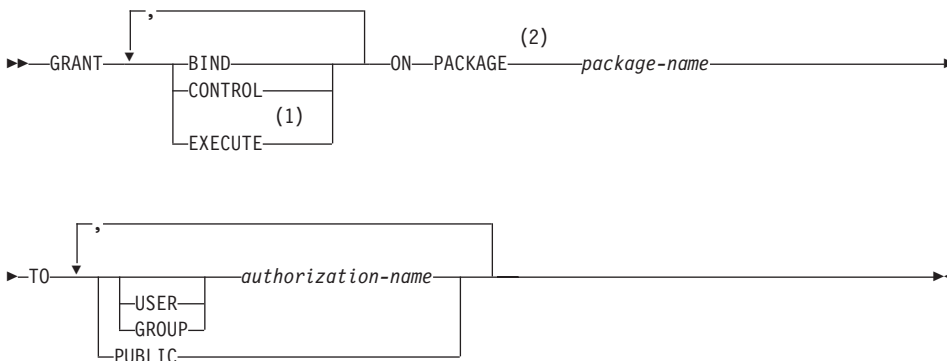 ,
(2)
GRANT BIND ON PACKAGE package-name
CONTROL
(1)
EXECUTE
,
TO authorization-name
USER
GROUP
PUBLIC